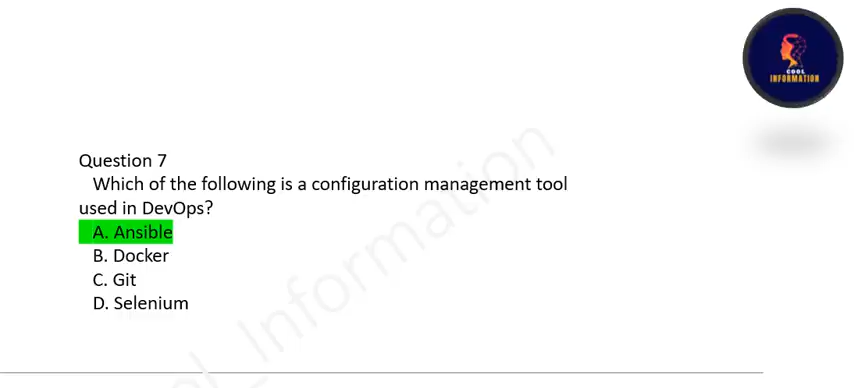 COOL
INFORMATION
Question 7
Which of the following is a configuration management tool
used in DevOps?
A. Ansible
B. Docker
C. Git
D. Selenium
_Information